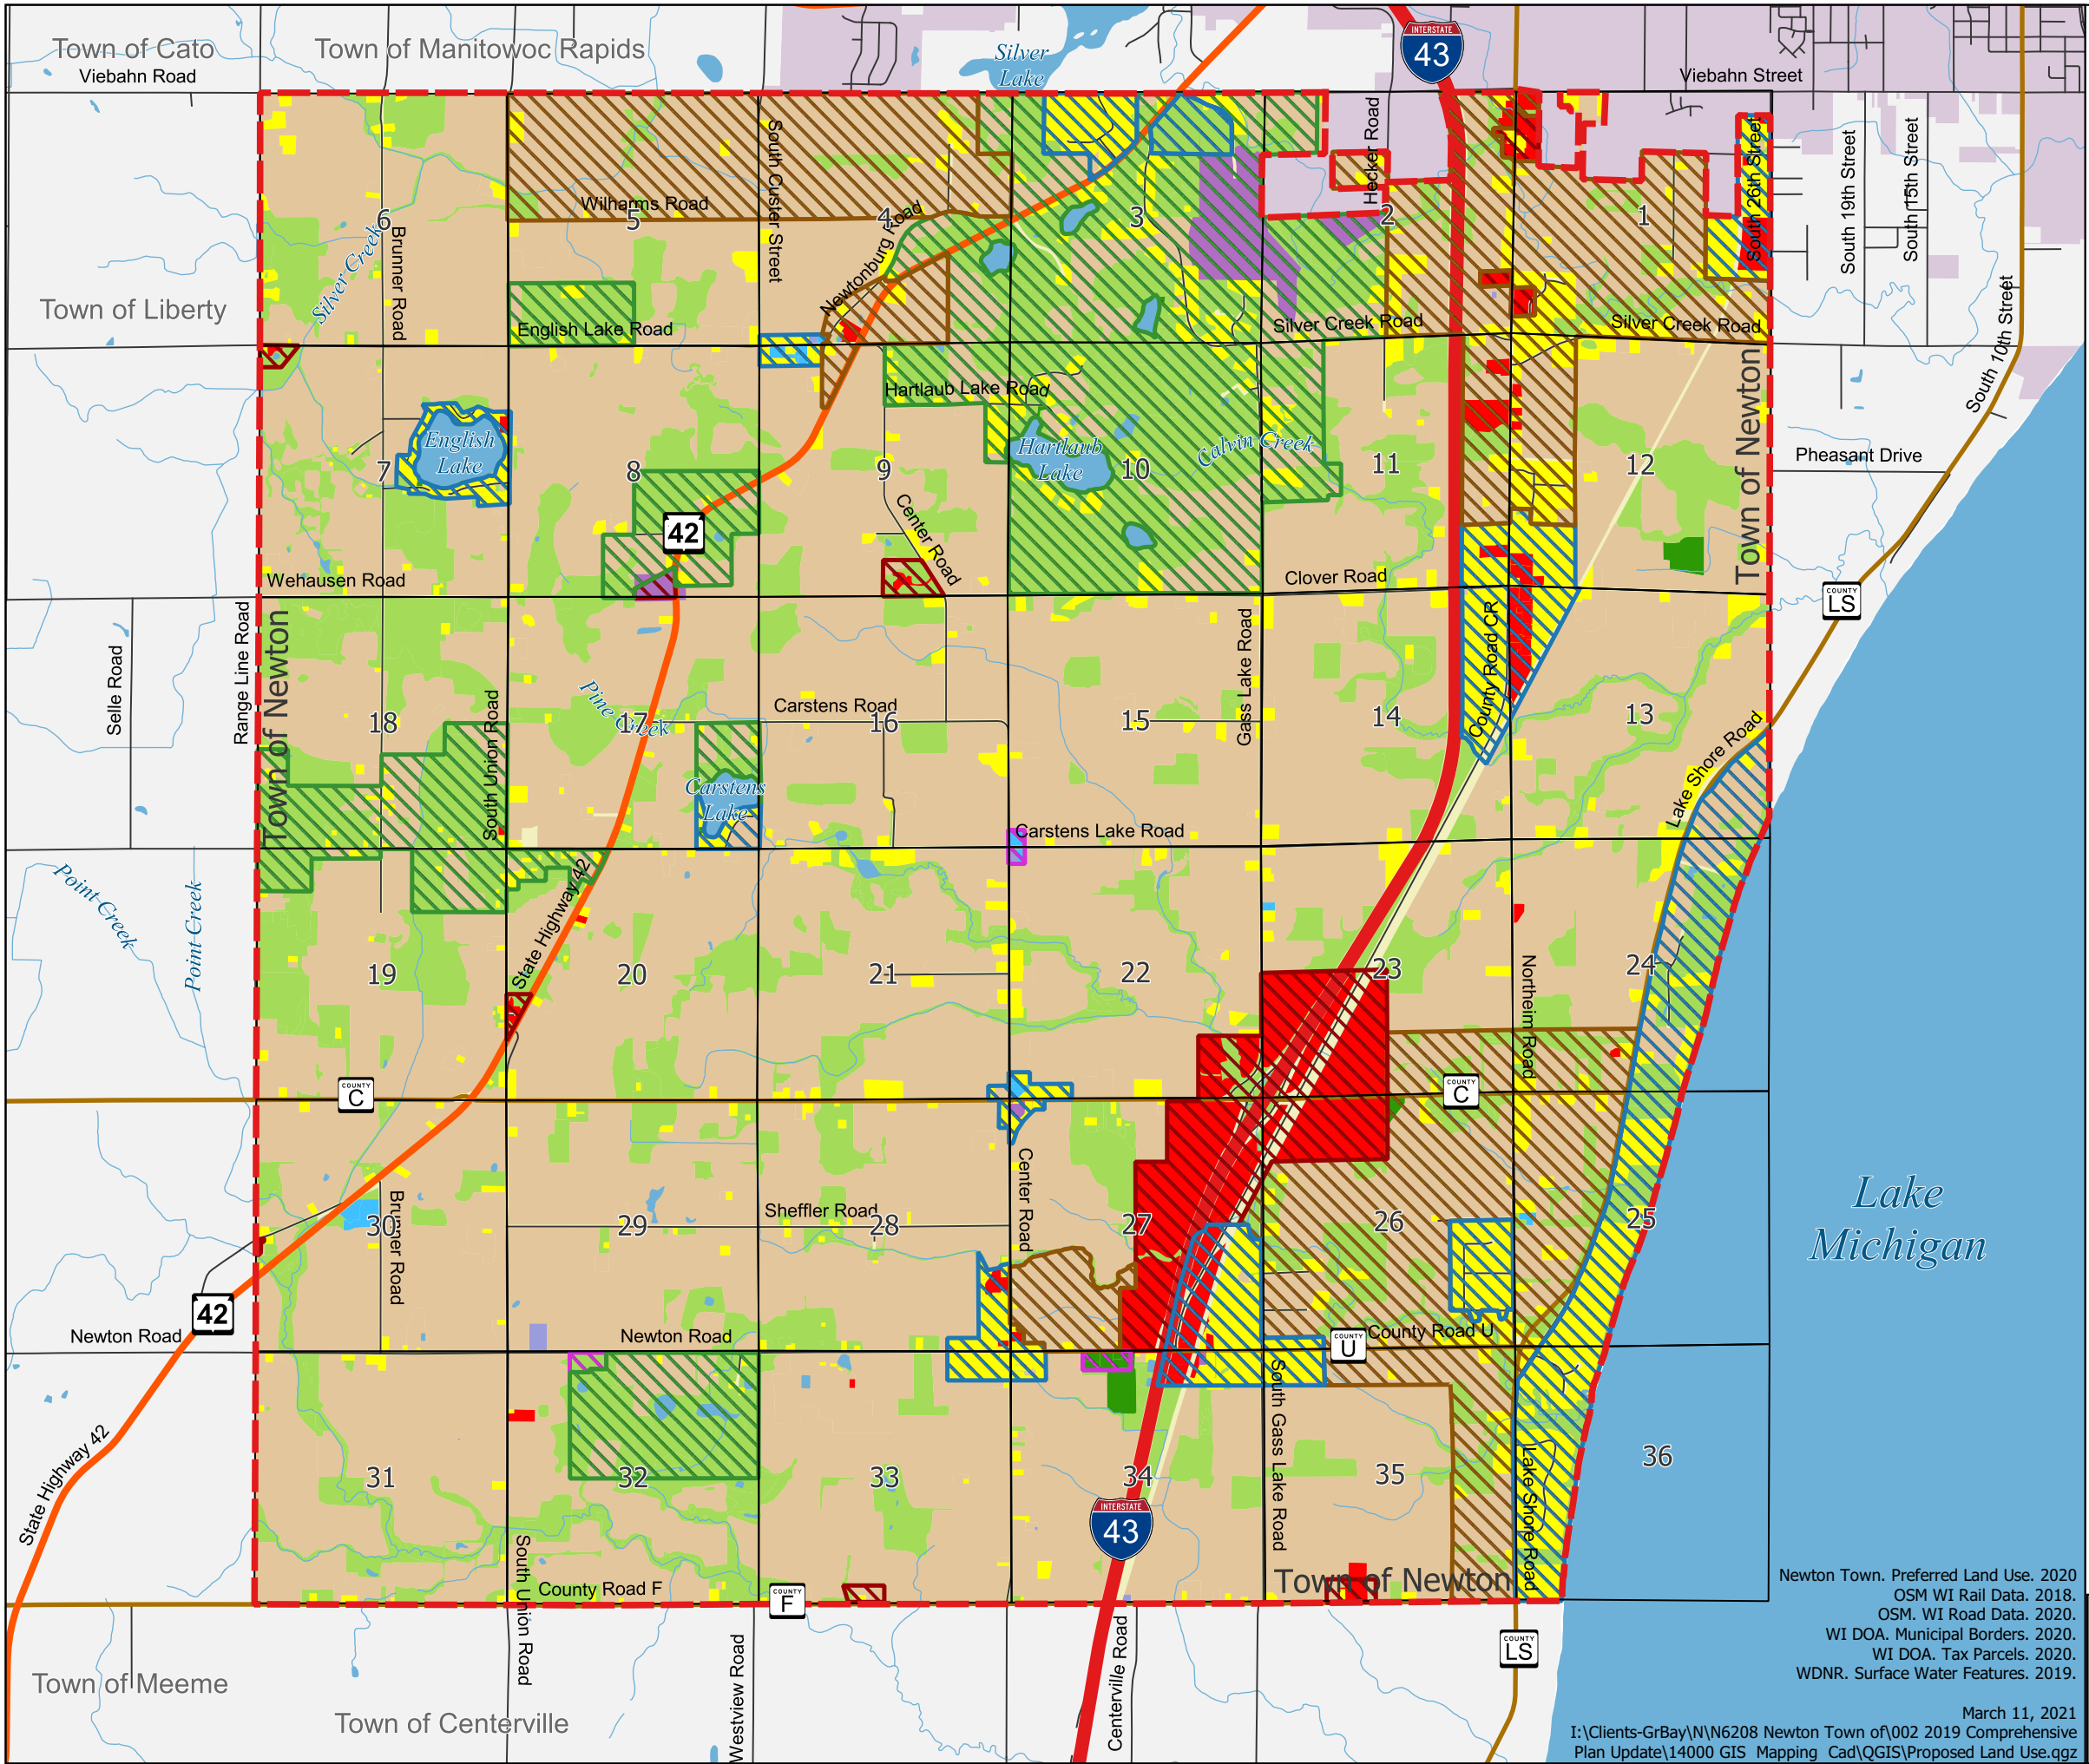 Town of Cato
Town of Manitowoc Rapids
Silver
Lake
INTERSTATE
43
Viebahn Road
Viebahn Street
Hecker Road
South 26th Street
South 19th Street
South 15th Street
South Custer Street
Wilharms Road
6
5
4
3
2
1
Newtonburg Road
Silver Creek
Brunner Road
Town of Liberty
English Lake Road
Silver Creek Road
Silver Creek Road
South 10th Street
Hartlaub Lake Road
Town of Newton
English
Lake
Hartlaub
Lake
Calvin Creek
Pheasant Drive
7
8
9
10
11
12
Center Road
42
Wehausen Road
Clover Road
COUNTY
LS
Range Line Road
Town of Newton
Selle Road
South Union Road
Pine Creek
Carstens Road
Gass Lake Road
County Road CR
18
17
16
15
14
13
Lake Shore Road
Carstens
Lake
Carstens Lake Road
Point Creek
Point Creek
State Highway 42
19
20
21
22
23
24
Northeim Road
COUNTY
C
COUNTY
C
Center Road
Brunner Road
Sheffler Road
30
29
28
27
26
25
Lake
Michigan
42
Newton Road
Newton Road
COUNTY
U
County Road U
South Gass Lake Road
State Highway 42
31
32
33
34
35
36
Lake Shore Road
INTERSTATE
43
South Union Road
County Road F
COUNTY
F
Town of Newton
Newton Town. Preferred Land Use. 2020
OSM WI Rail Data. 2018.
OSM. WI Road Data. 2020.
WI DOA. Municipal Borders. 2020.
WI DOA. Tax Parcels. 2020.
WDNR. Surface Water Features. 2019.
COUNTY
LS
Westview Road
Centerville Road
Town of Meeme
Town of Centerville
March 11, 2021
I:\Clients-GrBay\N\N6208 Newton Town of\002 2019 Comprehensive
Plan Update\14000 GIS_Mapping_Cad\QGIS\Proposed Land Use.qgz